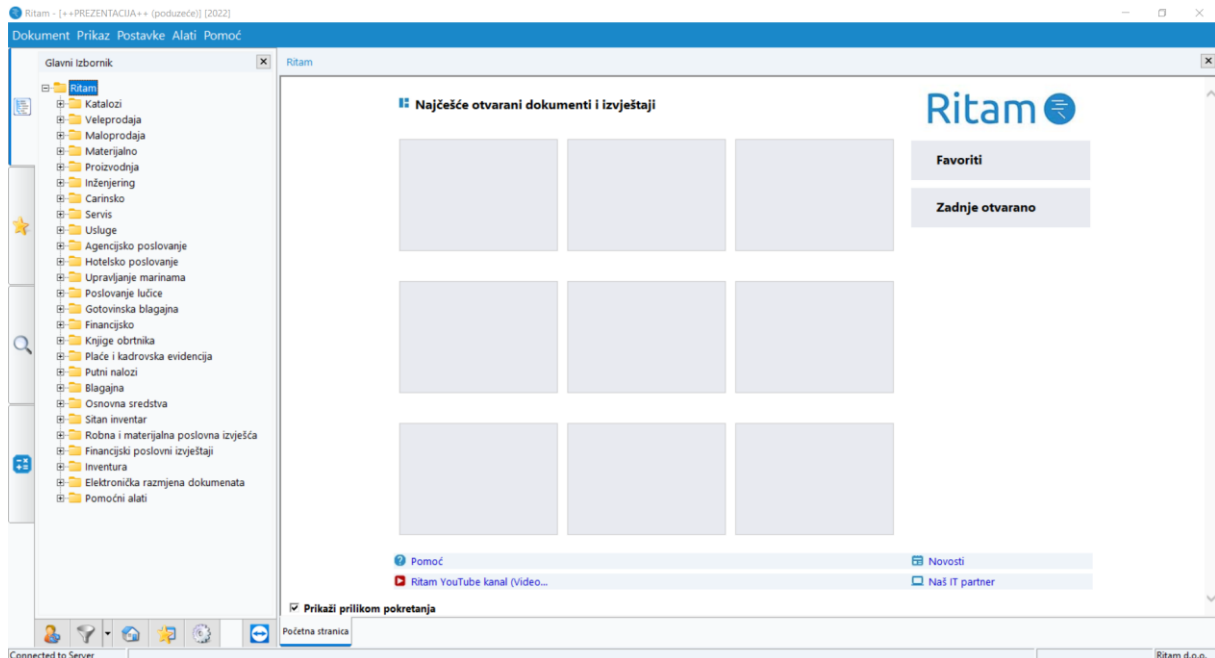 Ritam - [++PREZENTACIJA++ (poduzeće)] [2022]
Dokument Prikaz Postavke Alati Pomoć
Glavni Izbornik
Ritam
Katalozi
Veleprodaja
Maloprodaja
Materijalno
Proizvodnja
Inženjering
Carinsko
Servis
Usluge
Agencijsko poslovanje
Hotelsko poslovanje
Upravljanje marinama
Poslovanje lučice
Gotovinska blagajna
Financijsko
Knjige obrtnika
Plaće i kadrovska evidencija
Putni nalozi
Blagajna
Osnovna sredstva
Sitan inventar
Robna i materijalna poslovna izvješća
Financijski poslovni izvještaji
Inventura
Elektronička razmjena dokumenata
Pomoćni alati
Ritam
Najčešće otvarani dokumenti i izvještaji
Ritam
Favoriti
Zadnje otvarano
Pomoć
Novosti
Ritam YouTube kanal (Video...
Naš IT partner
Prikaži prilikom pokretanja
Početna stranica
Connected to Server
Ritam d.o.o.